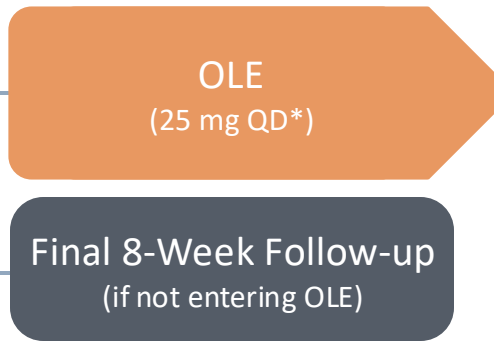 OLE
(25 mg QD*)
Final 8-Week Follow-up
(if not entering OLE)